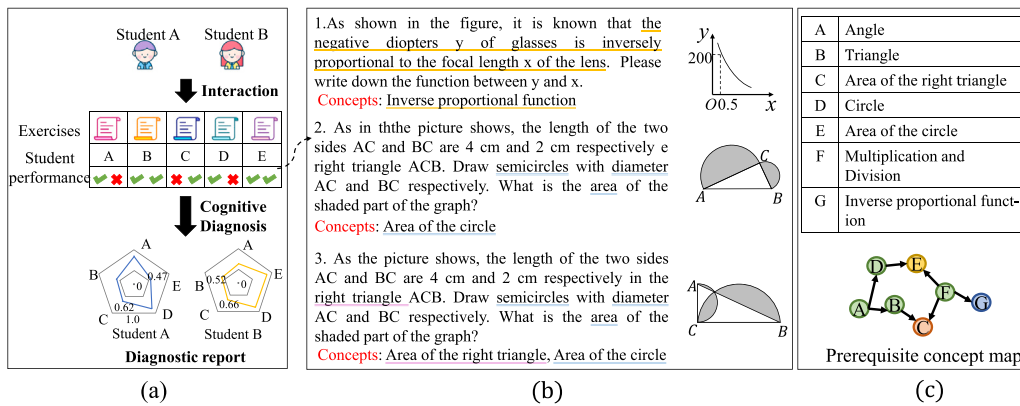 Student A Student B
Interaction
Exercises
Student A B C D E
performance
Cognitive
Diagnosis
A
B 0.47 E
0
0.62
C 1.0 D
Student A
A
B 0.52 E
0
0.66
C D
Student B
Diagnostic report
(a)
1.As shown in the figure, it is known that the
negative diopters y of glasses is inversely
proportional to the focal length x of the lens. Please
write down the function between y and x.
Concepts: Inverse proportional function
y
200
O 0.5 x
2. As in ththe picture shows, the length of the two
sides AC and BC are 4 cm and 2 cm respectively e
right triangle ACB. Draw semicircles with diameter
AC and BC respectively. What is the area of the
shaded part of the graph?
Concepts: Area of the circle
C
A B
3. As the picture shows, the length of the two sides
AC and BC are 4 cm and 2 cm respectively in the
right triangle ACB. Draw semicircles with diameter
AC and BC respectively. What is the area of the
shaded part of the graph?
Concepts: Area of the right triangle, Area of the circle
A
C B
(b)
A Angle
B Triangle
C Area of the right triangle
D Circle
E Area of the circle
F Multiplication and
Division
G Inverse proportional funct-
ion
D E
F
A B G
C
Prerequisite concept map
(c)